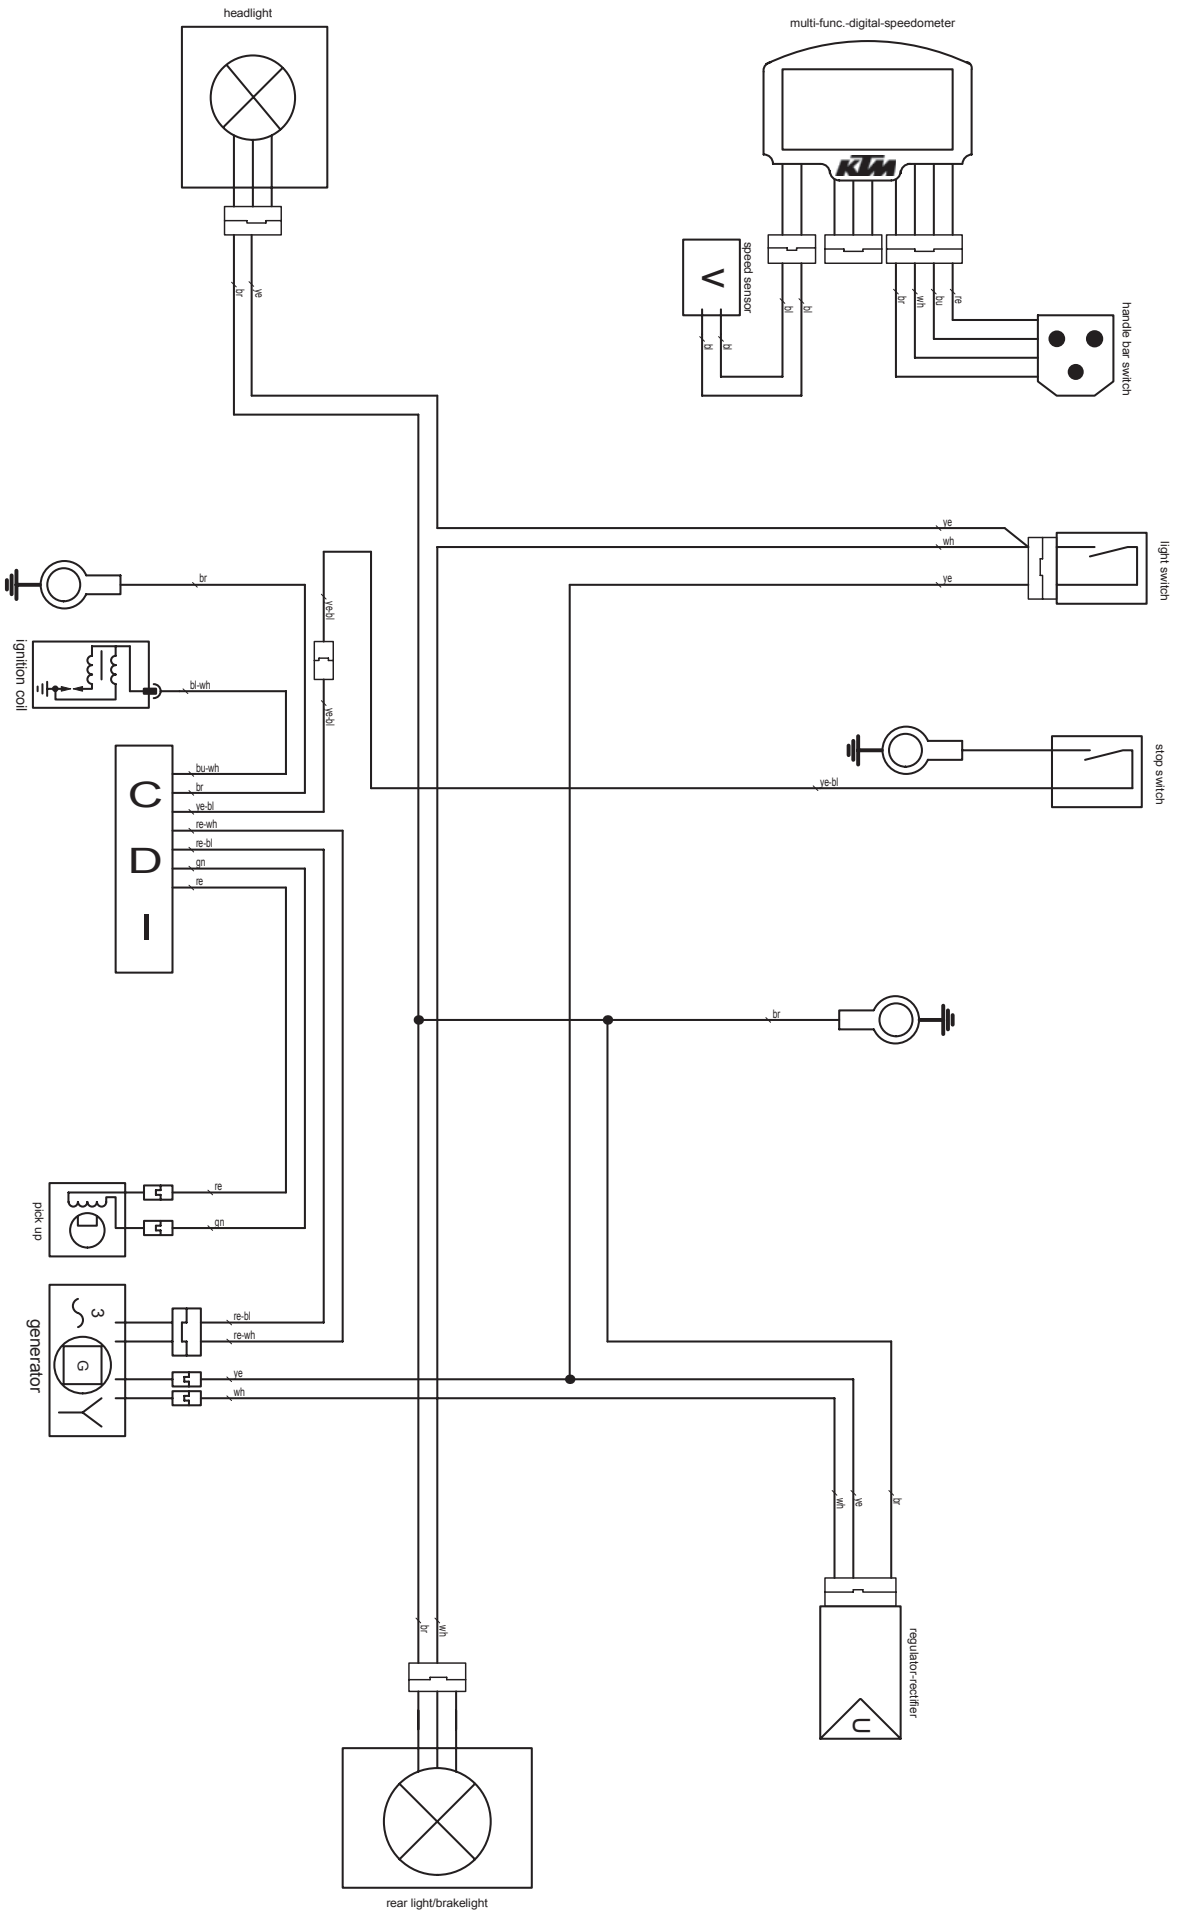 headlight
multi-func.-digital-speedometer
KTM
speed sensor
V
handle bar switch
br
ye
bl
bl
bl
bl
br
wh
bu
re
ye
wh
ye
light switch
br
ye-bl
ye-bl
ignition coil
bl-wh
stop switch
ye-bl
C
D
I
bu-wh
br
ye-bl
re-wh
re-bl
gn
re
br
re
gn
pick up
3
G
generator
re-bl
re-wh
ye
wh
wh
ye
br
regulator-rectifier
U
br
wh
rear light/brakelight